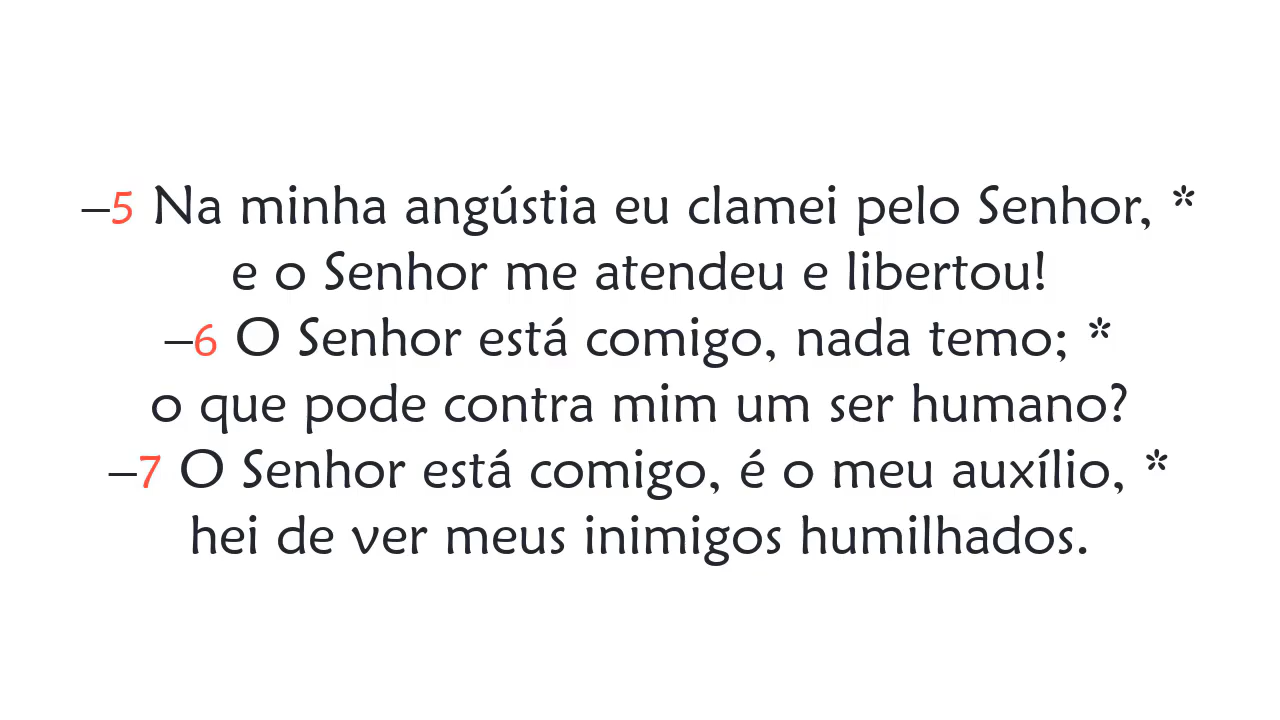 –5 Na minha angústia eu clamei pelo Senhor, *
e o Senhor me atendeu e libertou!
–6 O Senhor está comigo, nada temo; *
o que pode contra mim um ser humano?
–7 O Senhor está comigo, é o meu auxílio, *
hei de ver meus inimigos humilhados.